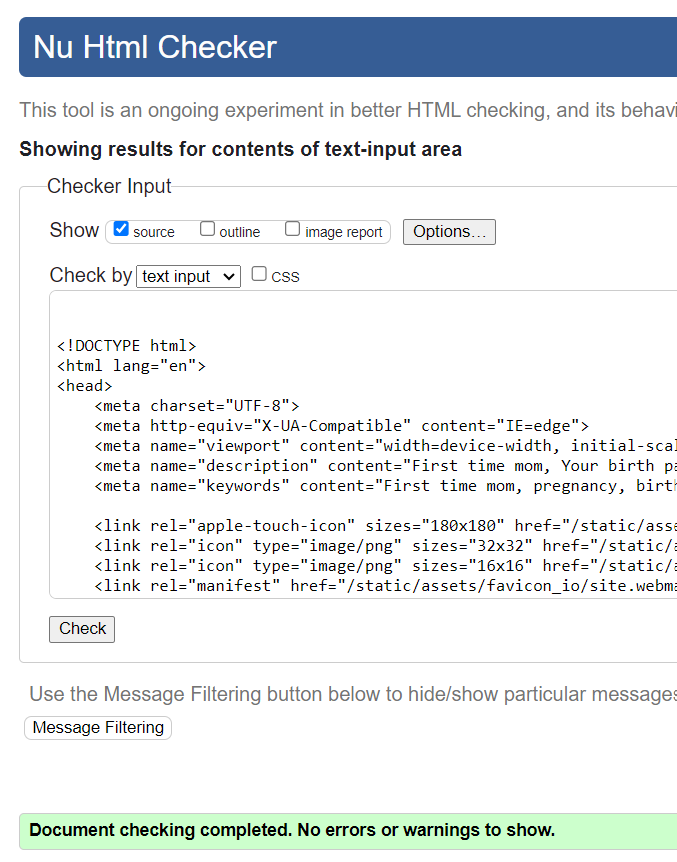 Nu Html Checker
This tool is an ongoing experiment in better HTML checking, and its behavi
Showing results for contents of text-input area
Checker Input
Show source outline image report Options...
Check by text input CSS
<!DOCTYPE html>
<html lang="en">
<head>
    <meta charset="UTF-8">
    <meta http-equiv="X-UA-Compatible" content="IE=edge">
    <meta name="viewport" content="width=device-width, initial-scal
    <meta name="description" content="First time mom, Your birth pa
    <meta name="keywords" content="First time mom, pregnancy, birth
    <link rel="apple-touch-icon" sizes="180x180" href="/static/asse
    <link rel="icon" type="image/png" sizes="32x32" href="/static/a
    <link rel="icon" type="image/png" sizes="16x16" href="/static/a
    <link rel="manifest" href="/static/assets/favicon_io/site.webma
Check
Use the Message Filtering button below to hide/show particular messages
Message Filtering
Document checking completed. No errors or warnings to show.